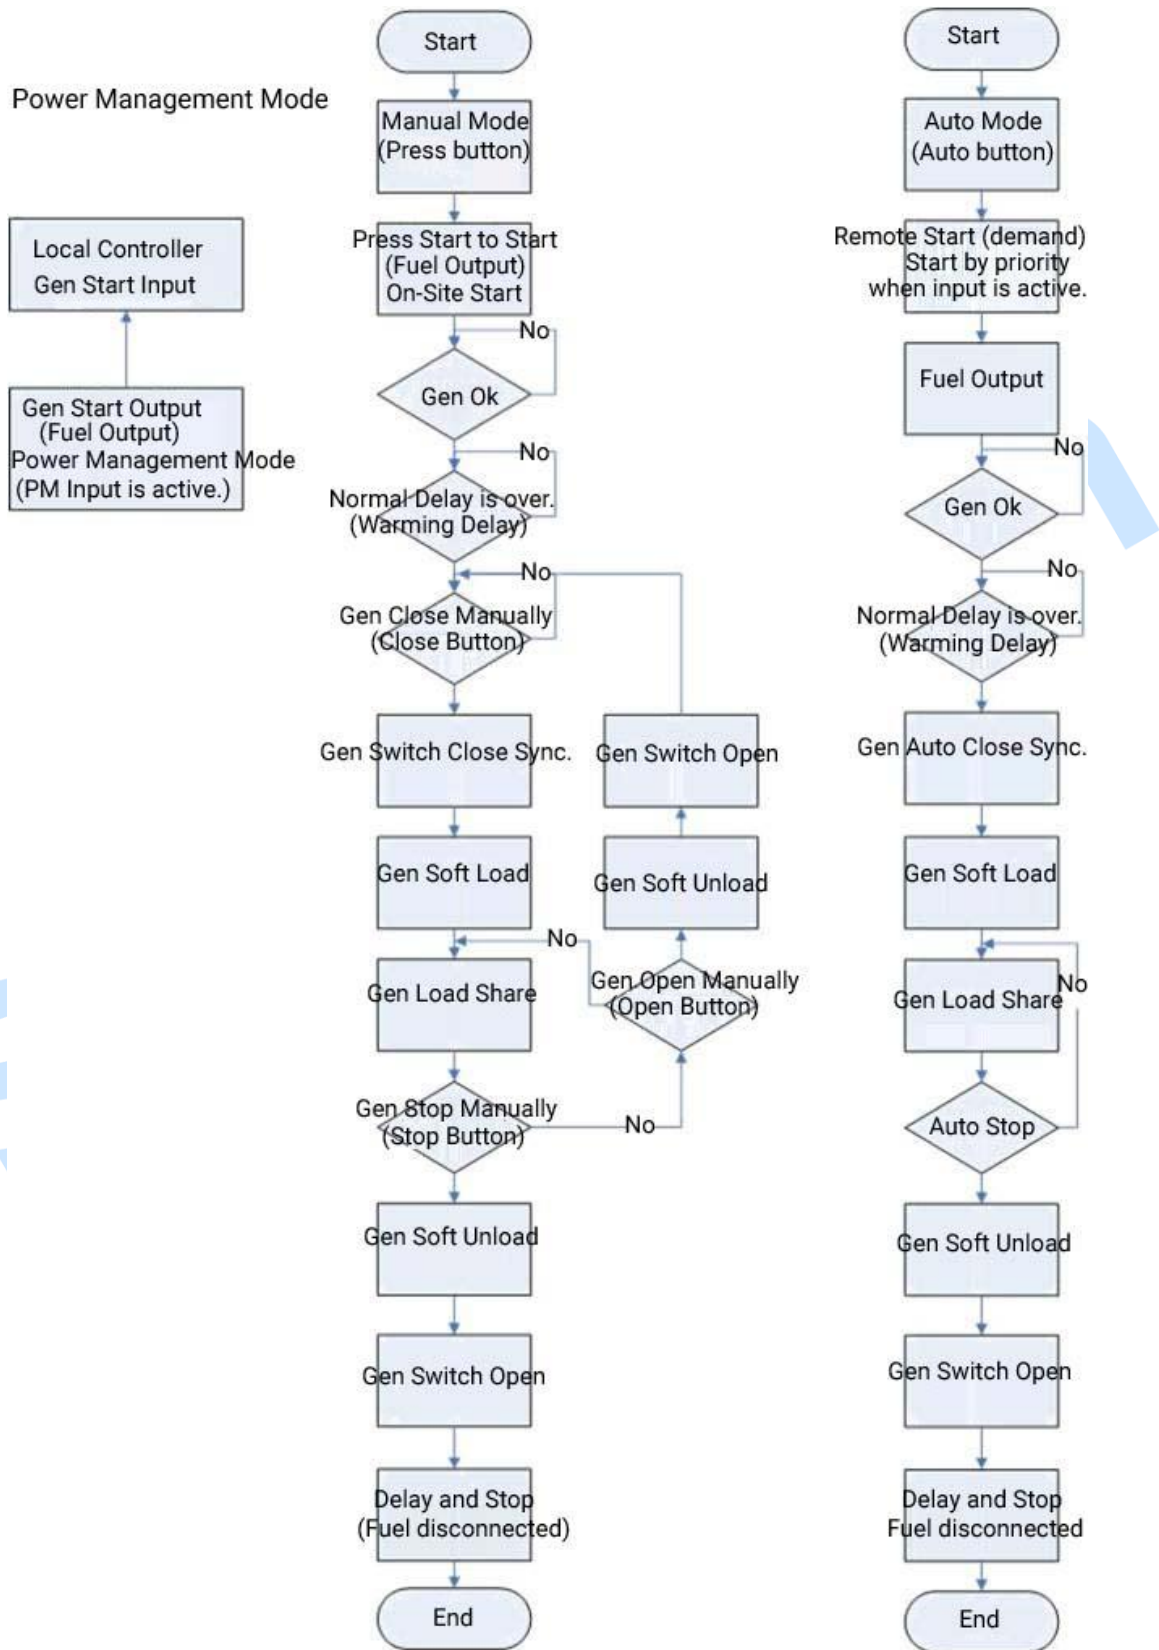 Power Management Mode
Local Controller
Gen Start Input
Gen Start Output
(Fuel Output)
Power Management Mode
(PM Input is active.)
Start
Manual Mode
(Press button)
Press Start to Start
(Fuel Output)
On-Site Start
No
Gen Ok
No
Normal Delay is over.
(Warming Delay)
No
Gen Close Manually
(Close Button)
Gen Switch Close Sync.
Gen Soft Load
No
Gen Load Share
Gen Stop Manually
(Stop Button)
No
Gen Switch Open
Gen Soft Unload
Gen Open Manually
(Open Button)
Gen Soft Unload
Gen Switch Open
Delay and Stop
(Fuel disconnected)
End
Start
Auto Mode
(Auto button)
Remote Start (demand)
Start by priority
when input is active.
Fuel Output
No
Gen Ok
No
Normal Delay is over.
(Warming Delay)
Gen Auto Close Sync.
Gen Soft Load
No
Gen Load Share
Auto Stop
Gen Soft Unload
Gen Switch Open
Delay and Stop
Fuel disconnected
End